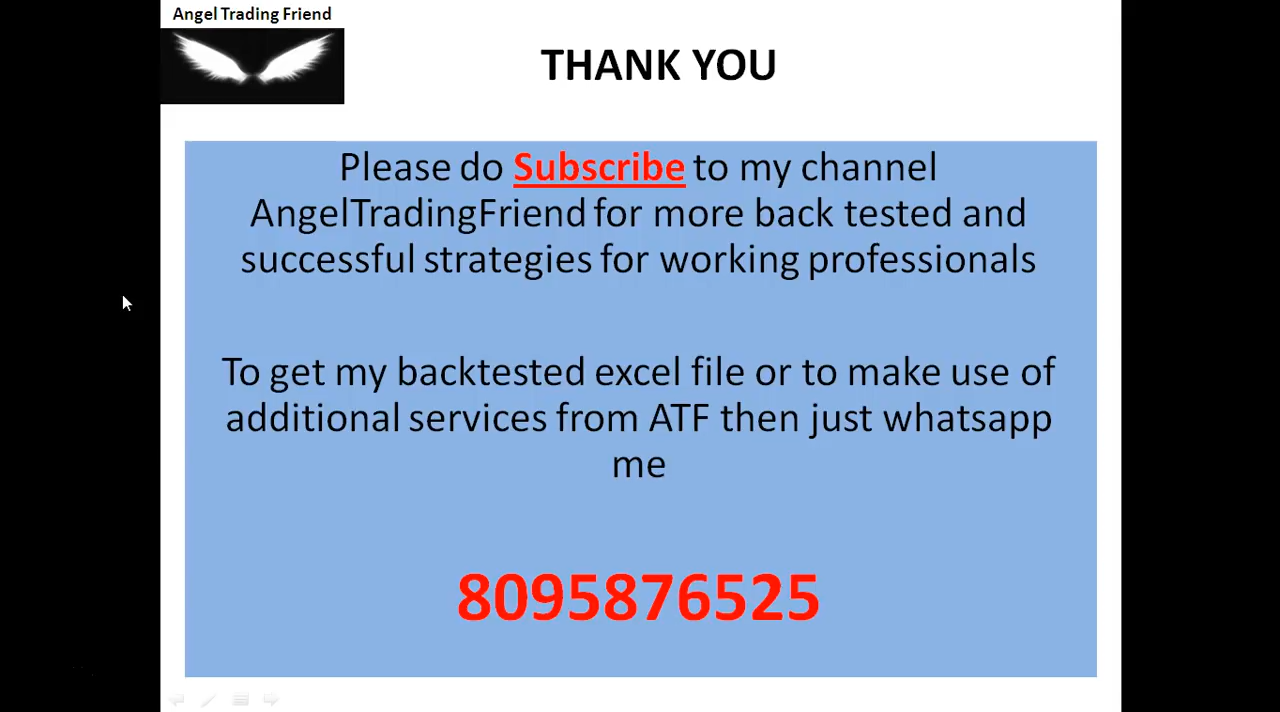 Angel Trading Friend
THANK YOU
Please do Subscribe to my channel
AngelTradingFriend for more back tested and
successful strategies for working professionals
To get my backtested excel file or to make use of
additional services from ATF then just whatsapp
me
8095876525